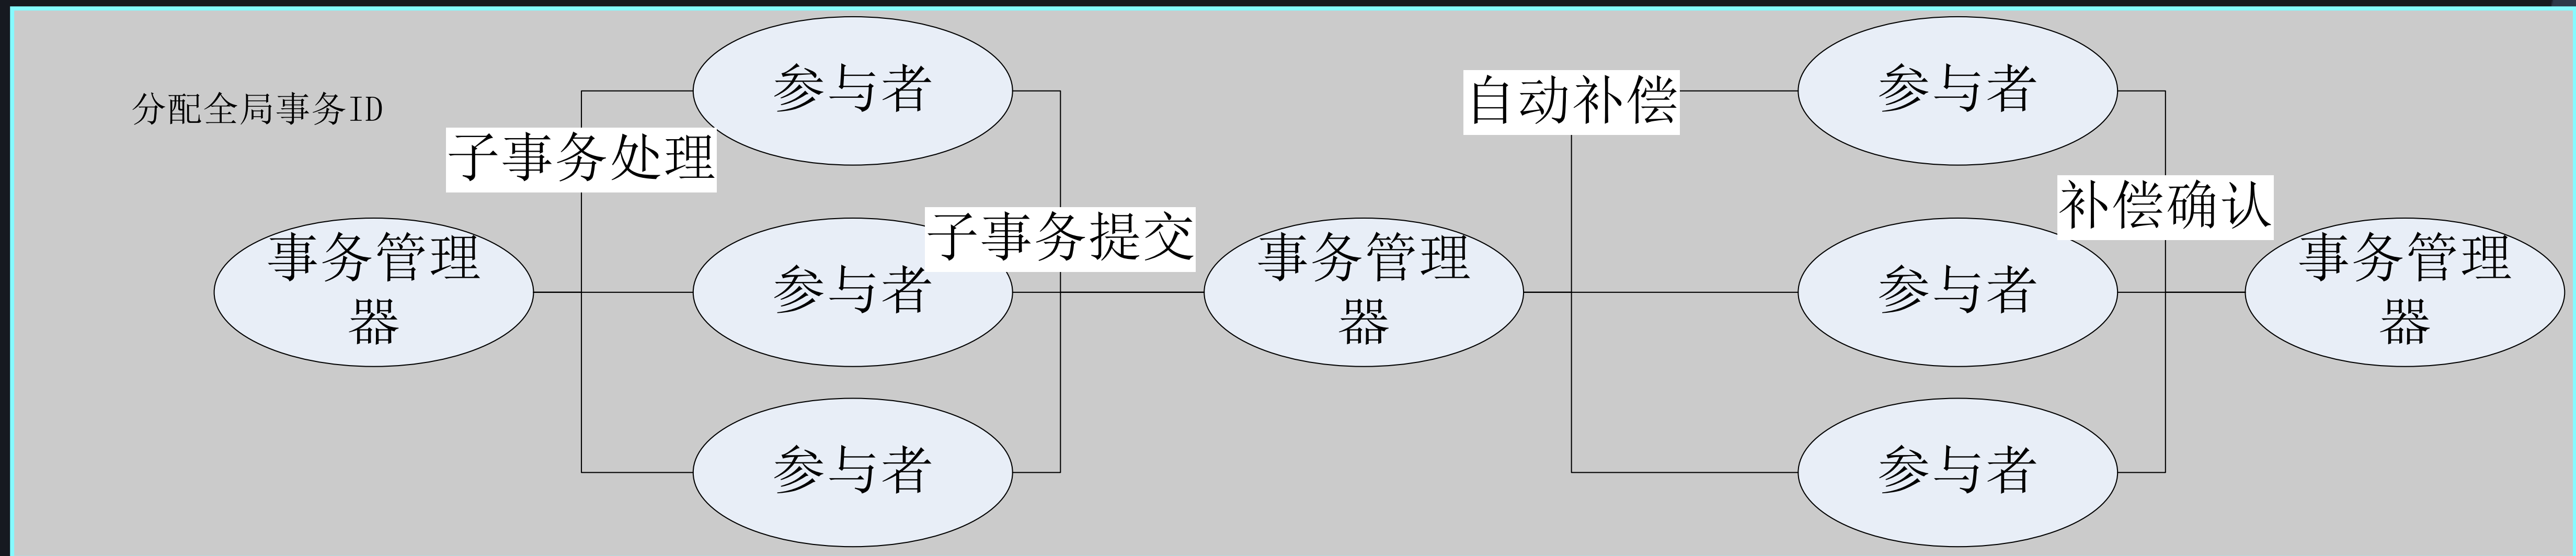 分配全局事务ID
子事务处理
事务管理
器
参与者
参与者
参与者
子事务提交
事务管理
器
自动补偿
参与者
参与者
参与者
补偿确认
事务管理
器